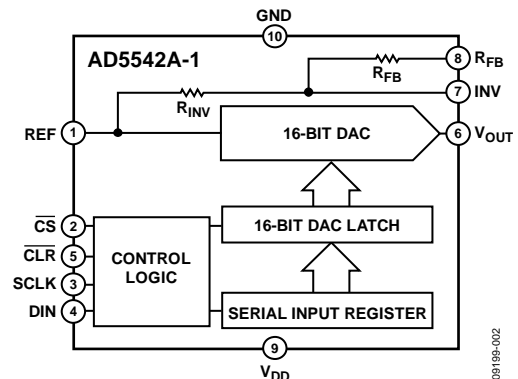 GND
10
AD5542A-1
8
R_FB
R_FB
7
INV
R_INV
REF
1
16-BIT DAC
6
V_OUT
CS
2
16-BIT DAC LATCH
CLR
5
CONTROL
LOGIC
SCLK
3
DIN
4
SERIAL INPUT REGISTER
9
V_DD
09199-002